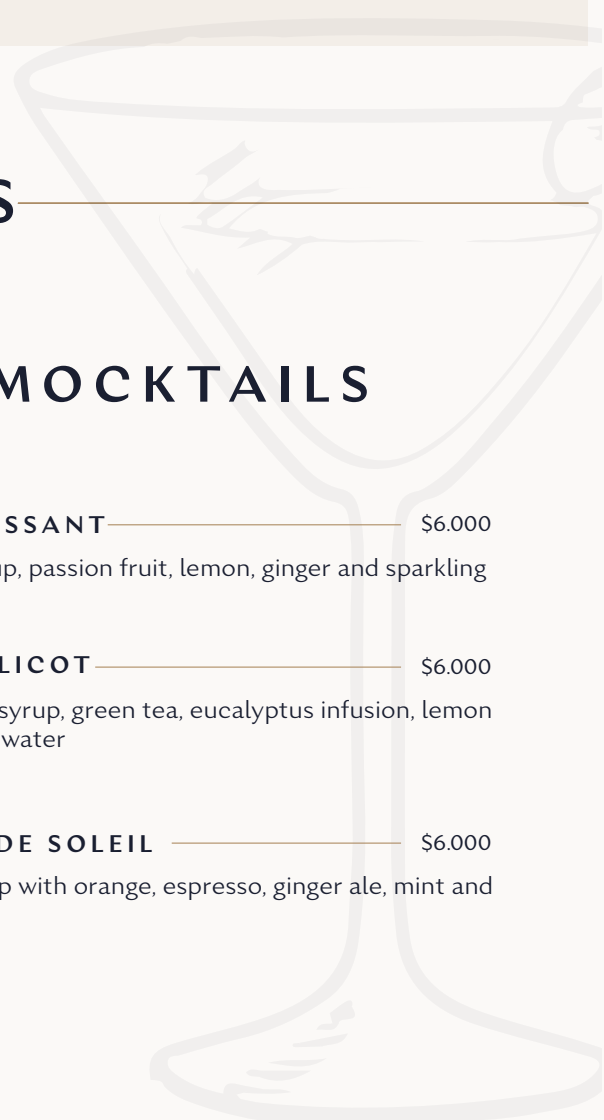 S
MOCKTAILS
SSANT $6.000
up, passion fruit, lemon, ginger and sparkling
LICOT $6.000
syrup, green tea, eucalyptus infusion, lemon
water
DE SOLEIL $6.000
p with orange, espresso, ginger ale, mint and